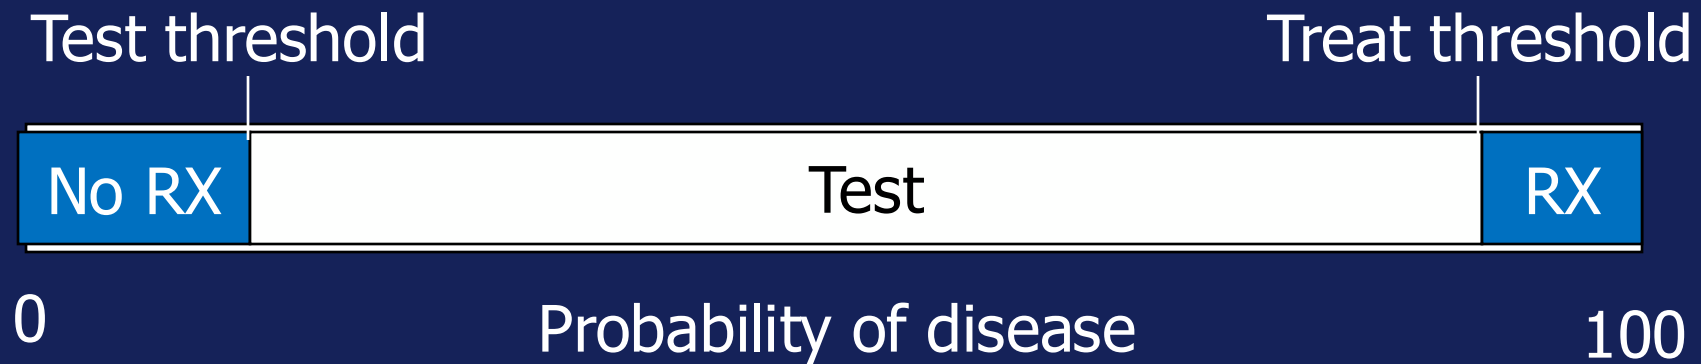 Test threshold
Treat threshold
No RX
Test
RX
0
Probability of disease
100